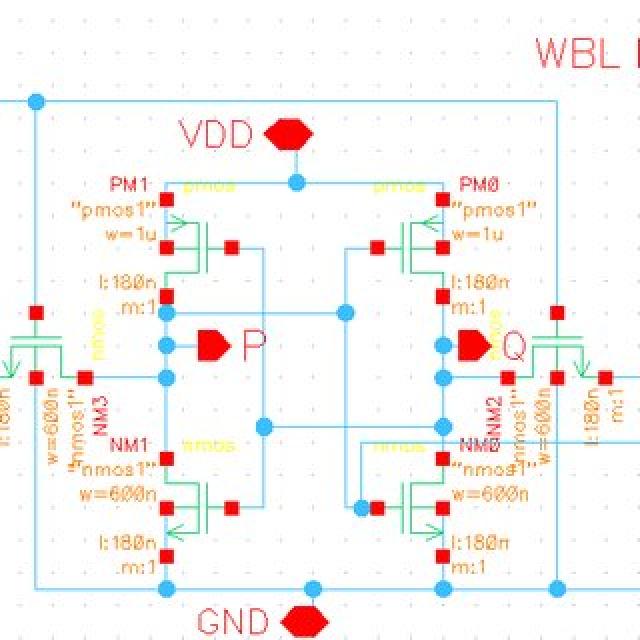 WBL
VDD
PM1
pmos
pmos
PM0
"pmos1"
w=1u
l:180n
m:1
"pmos1"
w=1u
l:180n
m:1
P
Q
nmos
nmos
NM3
"nmos1"
w=600n
l:180n
NM2
"nmos1"
w=600n
l:180n
m:1
NM1
nmos
nmos
NM0
"nmos1"
w=600n
l:180n
m:1
"nmos1"
w=600n
l:180n
m:1
GND